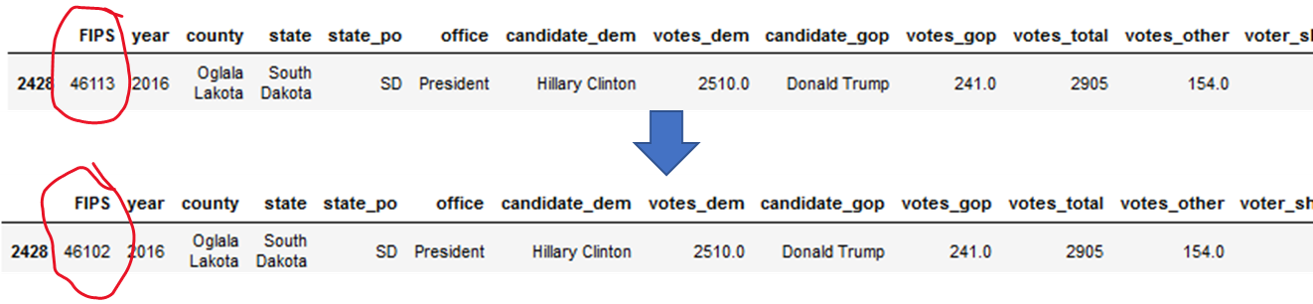 FIPS year county state state_po office candidate_dem votes_dem candidate_gop votes_gop votes_total votes_other voter_sh
2428 46113 2016 Oglala Lakota South Dakota SD President Hillary Clinton 2510.0 Donald Trump 241.0 2905 154.0
FIPS year county state state_po office candidate_dem votes_dem candidate_gop votes_gop votes_total votes_other voter_sh
2428 46102 2016 Oglala Lakota South Dakota SD President Hillary Clinton 2510.0 Donald Trump 241.0 2905 154.0